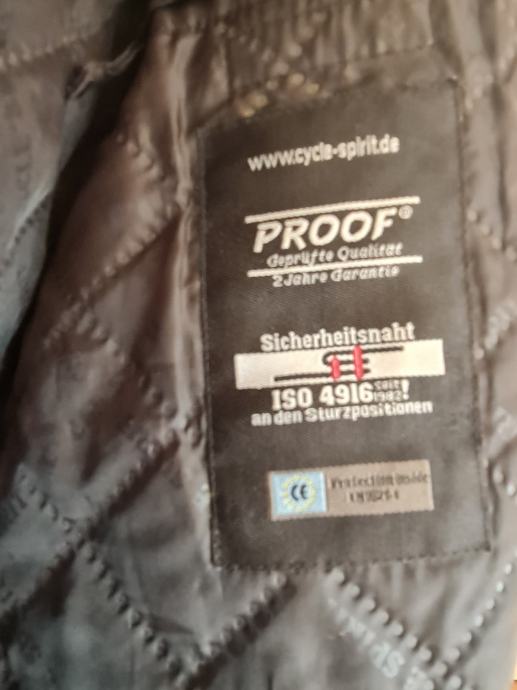 www.cycle-spirit.de
PROOF®
Geprüfte Qualität
2 Jahre Garantie
Sicherheitsnaht
ISO 4916 seit 1982!
an den Sturzpositionen
CE Protection inside